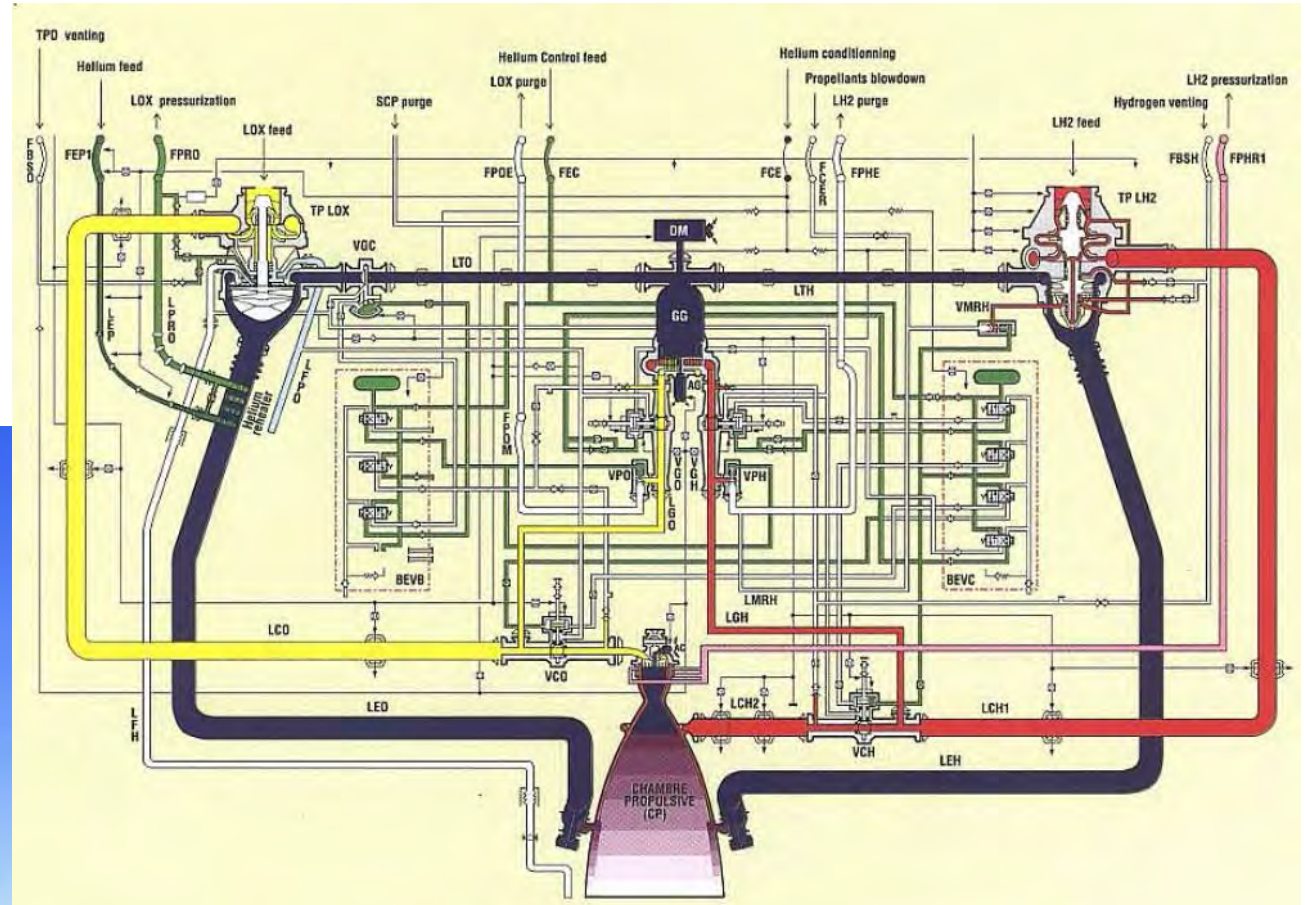 TPO venting
Helium feed
LOX pressurization
LOX feed
SCP purge
Helium Control feed
LOX purge
Helium conditionning
Propellants blowdown
LH2 purge
LH2 feed
LH2 pressurization
Hydrogen venting
FBSO
FEP1
FPRO
FPOE
FEC
FCE
FPHE
FBSH
FPHR1
TP LOX
VGC
LTO
DM
LTH
TP LH2
VMRH
GG
AG
LEP
LPRO
LFPO
Helium
reheater
FPOM
VPO
VGO
VGH
VPH
LGO
BEVB
BEVC
LMRH
LGH
LCO
VCO
AC
LFH
LEO
LCH2
VCH
LCH1
LEH
CHAMBRE
PROPULSIVE
(CP)